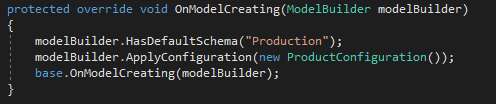 protected override void OnModelCreating(ModelBuilder modelBuilder)
{
modelBuilder.HasDefaultSchema("Production");
modelBuilder.ApplyConfiguration(new ProductConfiguration());
base.OnModelCreating(modelBuilder);
}